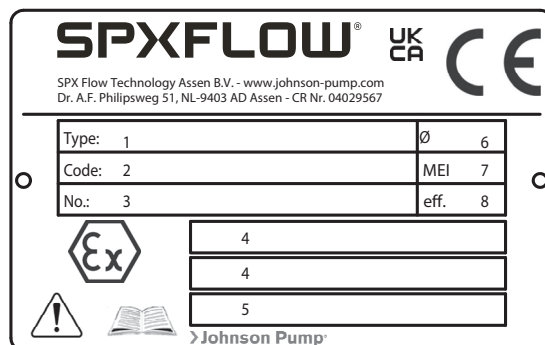 SPXFLOW® UK CA CE
SPX Flow Technology Assen B.V. - www.johnson-pump.com
Dr. A.F. Philipsweg 51, NL-9403 AD Assen - CR Nr. 04029567
Type: 1 Ø 6
Code: 2 MEI 7
No.: 3 eff. 8
Ex 4
4
5
Johnson Pump®